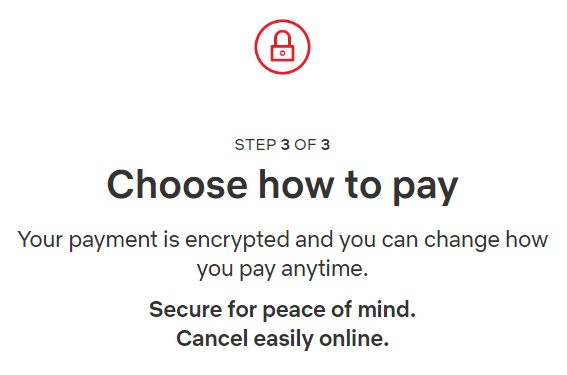 STEP 3 OF 3
Choose how to pay
Your payment is encrypted and you can change how
you pay anytime.
Secure for peace of mind.
Cancel easily online.